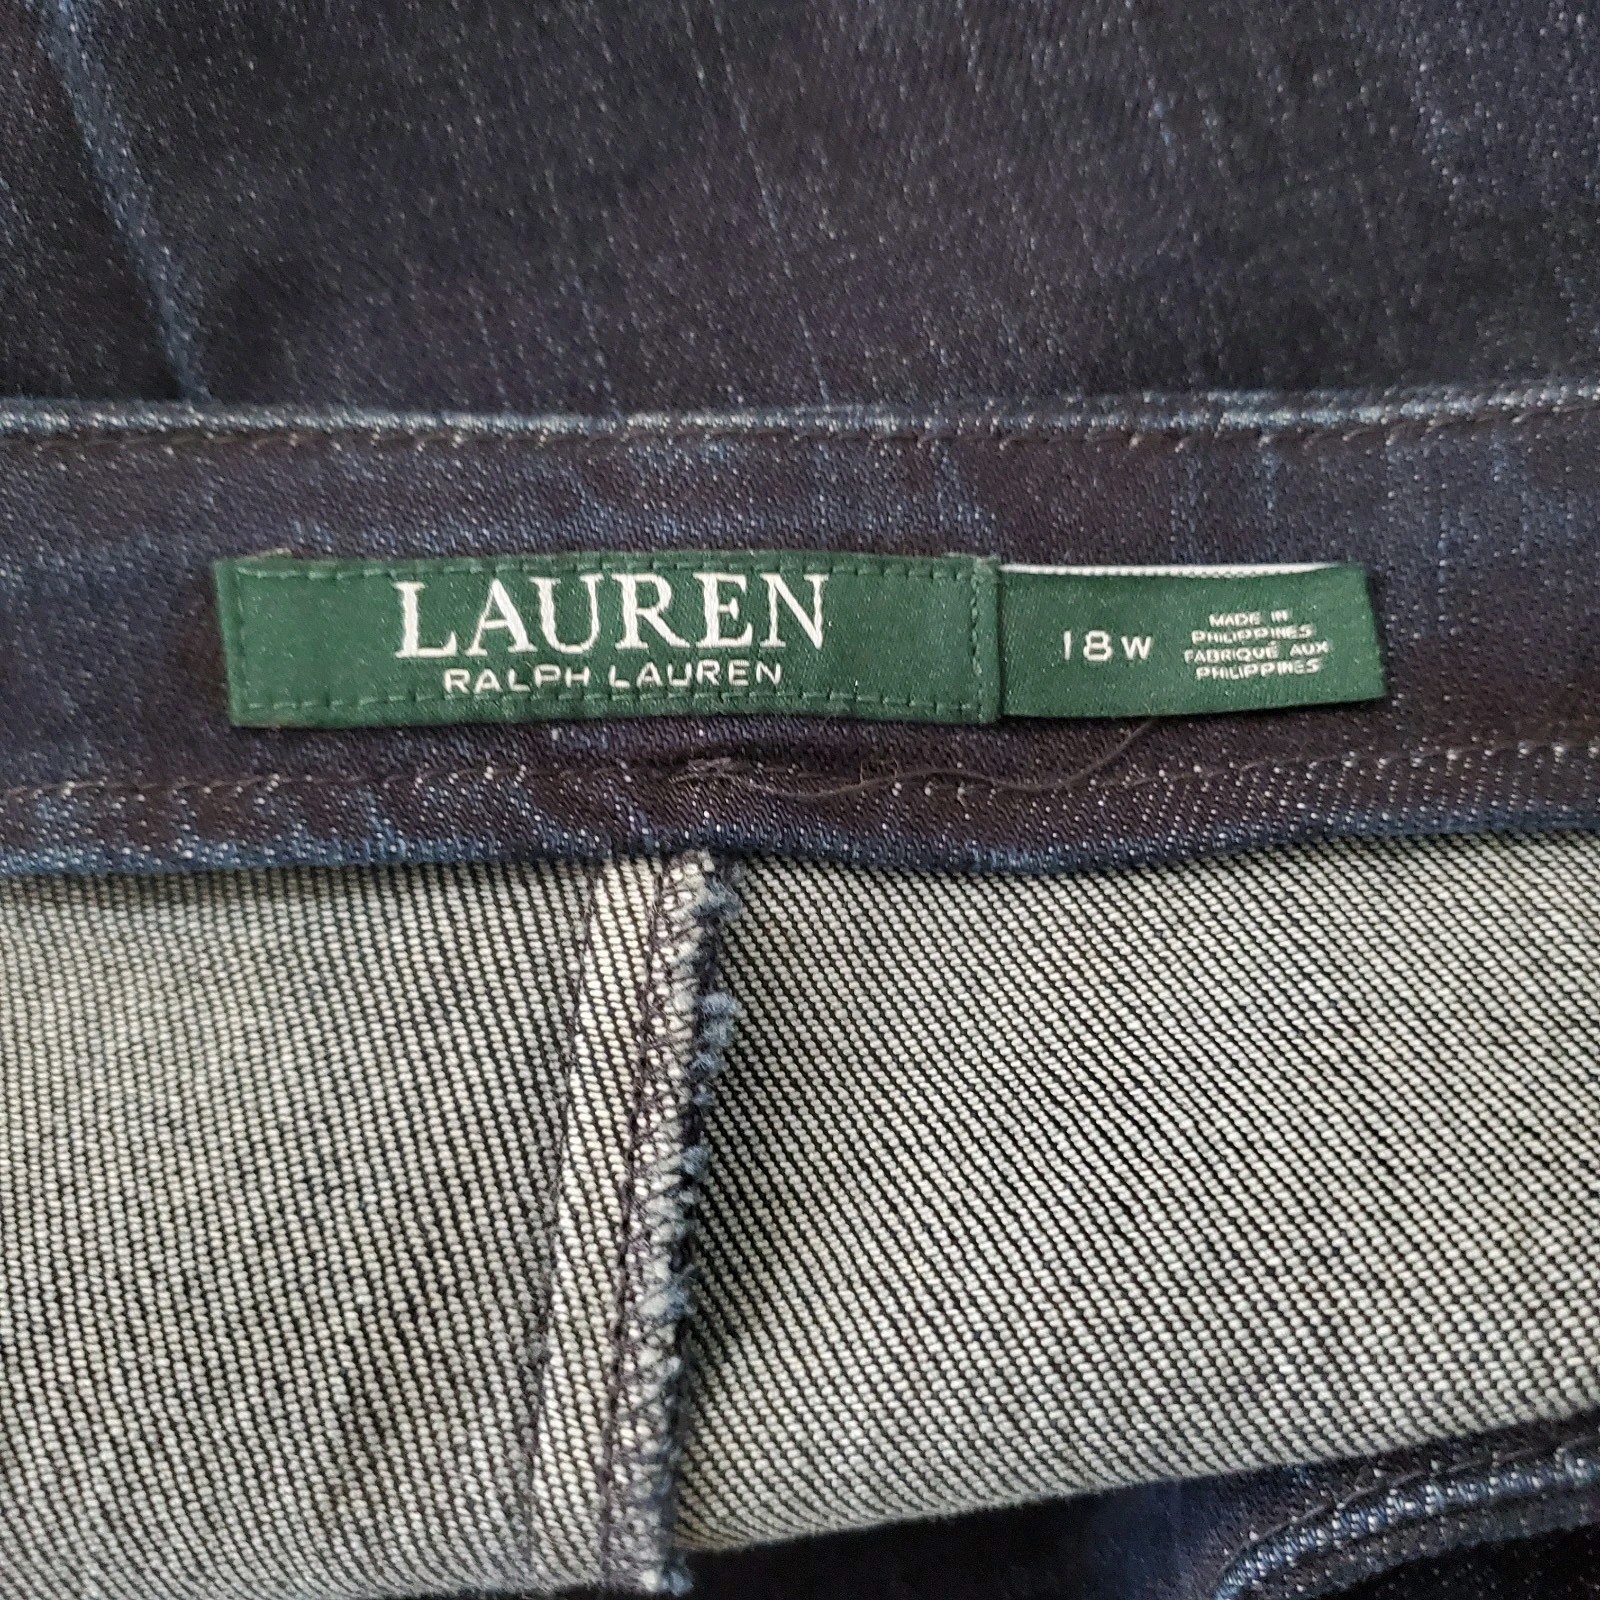 LAUREN
RALPH LAUREN
18W
MADE IN
PHILIPPINES
FABRIQUÉ AUX
PHILIPPINES